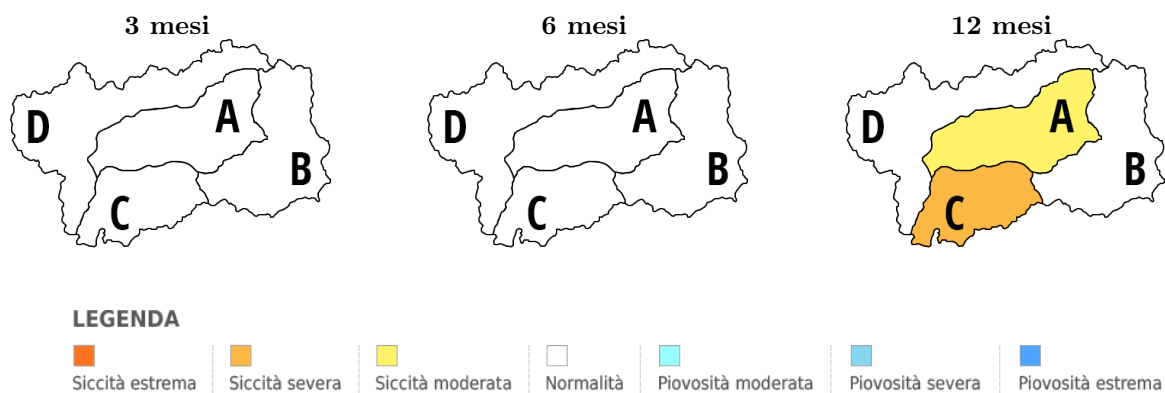 3 mesi
6 mesi
12 mesi
D
A
B
C
D
A
B
C
D
A
B
C
LEGENDA
Siccità estrema
Siccità severa
Siccità moderata
Normalità
Piovosità moderata
Piovosità severa
Piovosità estrema